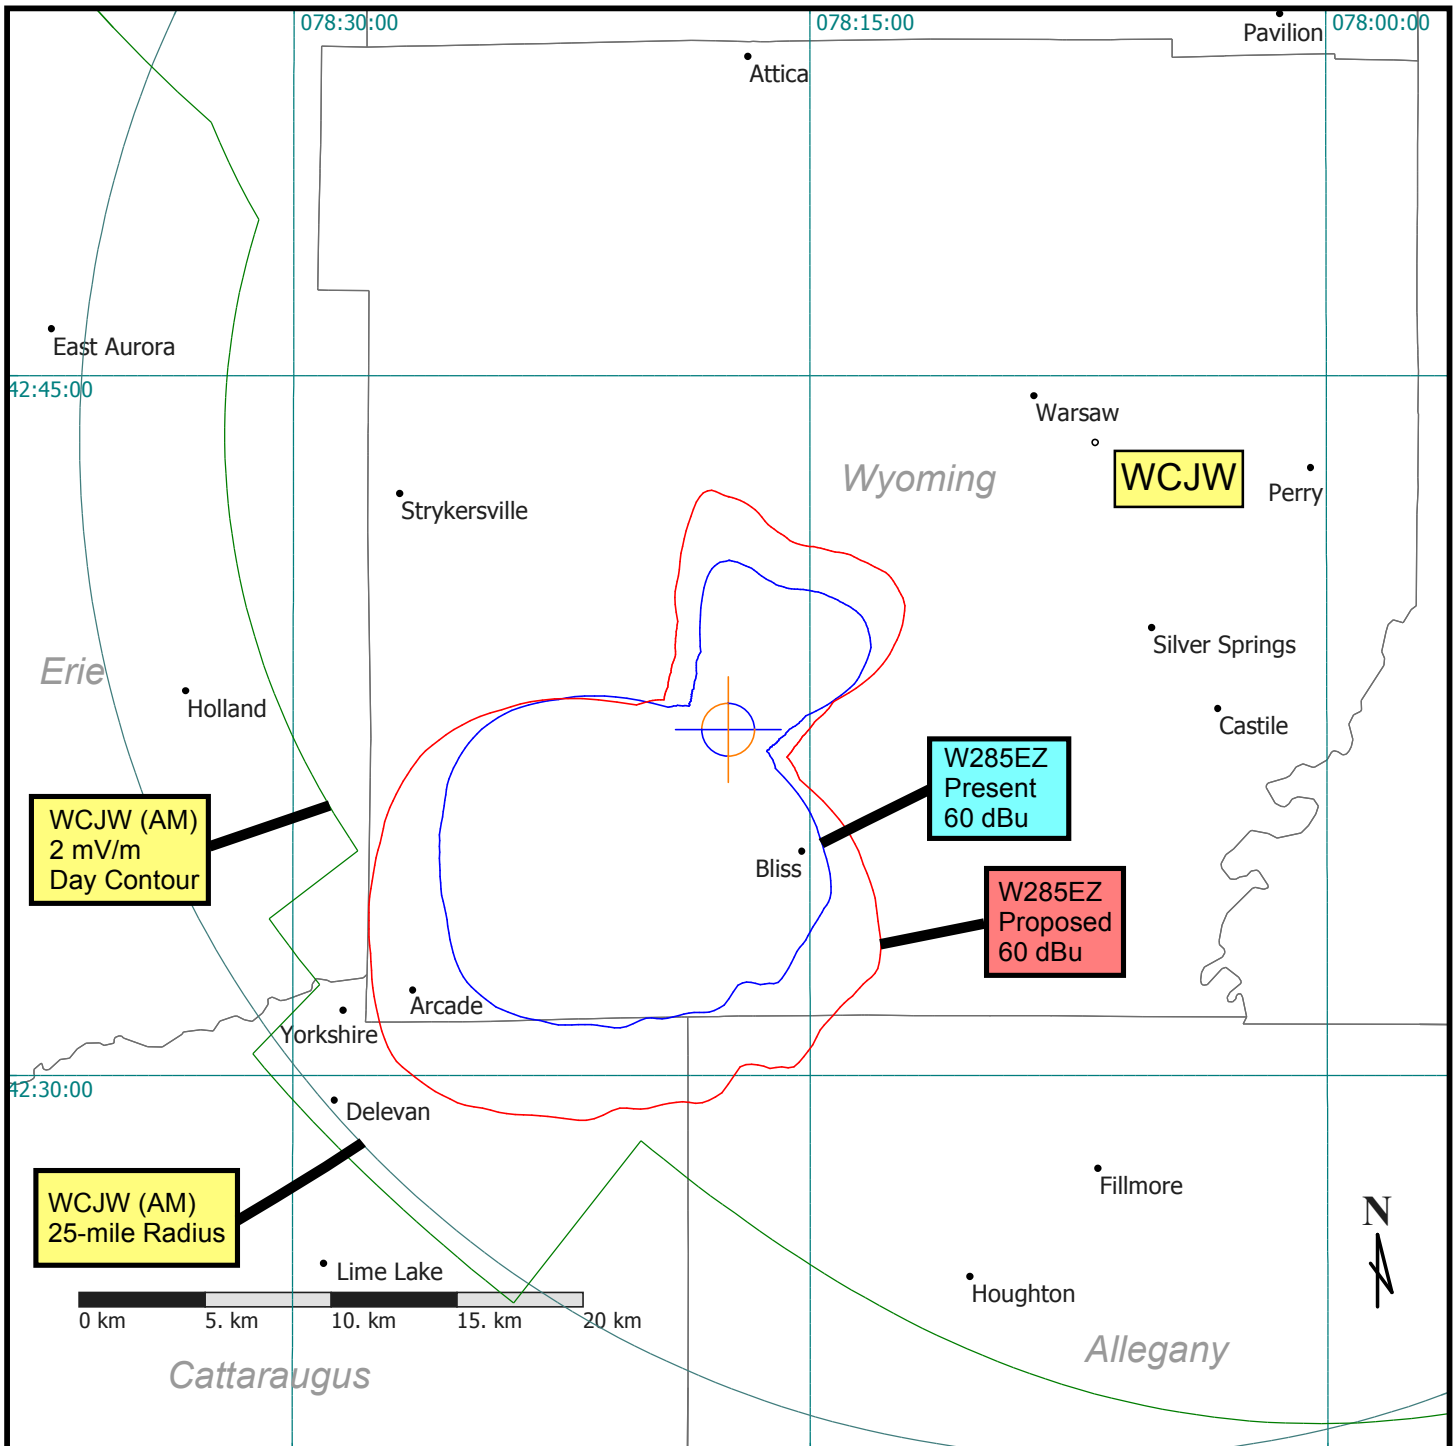 078:30:00
078:15:00
078:00:00
Pavilion
Attica
East Aurora
42:45:00
Warsaw
WCJW
Wyoming
Perry
Strykersville
Silver Springs
Erie
Holland
Castile
W285EZ
Present
60 dBu
WCJW (AM)
2 mV/m
Day Contour
Bliss
W285EZ
Proposed
60 dBu
Arcade
Yorkshire
42:30:00
Delevan
Fillmore
WCJW (AM)
25-mile Radius
N
Lime Lake
Houghton
0 km
5. km
10. km
15. km
20 km
Allegany
Cattaraugus